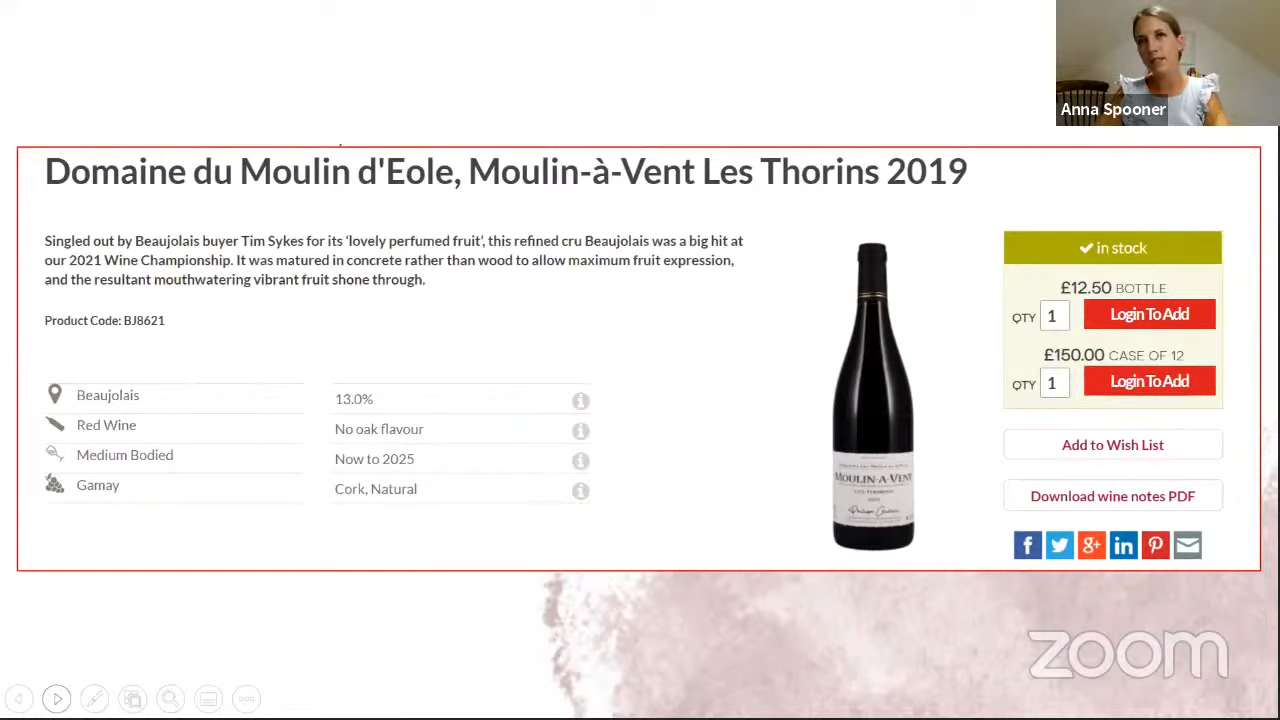 Anna Spooner
Domaine du Moulin d'Eole, Moulin-à-Vent Les Thorins 2019
Singled out by Beaujolais buyer Tim Sykes for its ‘lovely perfumed fruit’, this refined cru Beaujolais was a big hit at
our 2021 Wine Championship. It was matured in concrete rather than wood to allow maximum fruit expression,
and the resultant mouthwatering vibrant fruit shone through.
Product Code: BJ8621
Beaujolais
Red Wine
Medium Bodied
Gamay
13.0%
No oak flavour
Now to 2025
Cork, Natural
MOULIN-A-VENT
in stock
£12.50 BOTTLE
QTY 1 Login To Add
£150.00 CASE OF 12
QTY 1 Login To Add
Add to Wish List
Download wine notes PDF
zoom